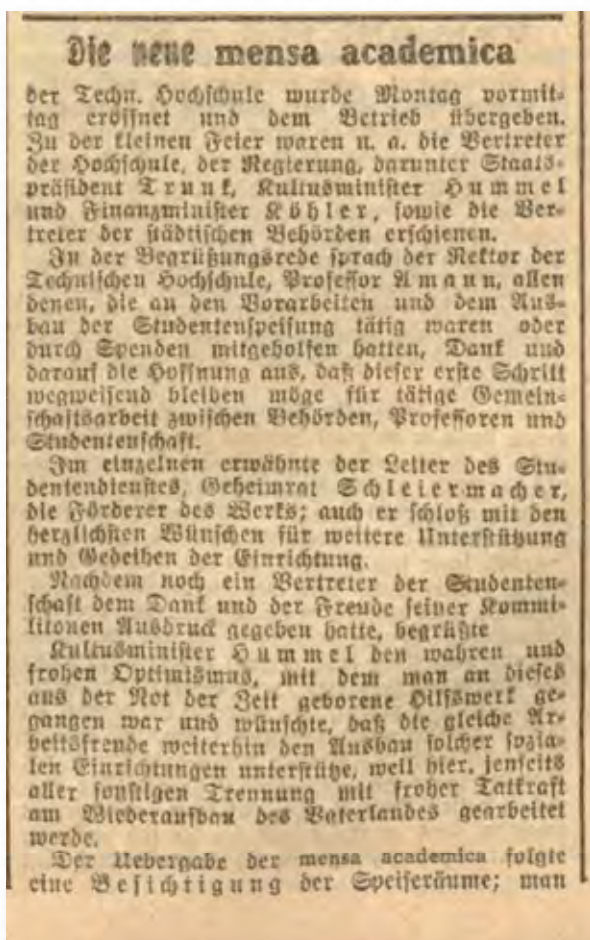 Die neue mensa academica
der Techn. Hochschule wurde Montag vormit-
tag eröffnet und dem Betrieb übergeben.
Zu der kleinen Feier waren u. a. die Vertreter
der Hochschule, der Regierung, darunter Staats-
präsident Trunk, Kultusminister Hummel
und Finanzminister Köhler, sowie die Ver-
treter der städtischen Behörden erschienen.
In der Begrüßungsrede sprach der Rektor der
Technischen Hochschule, Professor Amann, allen
denen, die an den Vorarbeiten und dem Aus-
bau der Studentenspeisung tätig waren oder
durch Spenden mitgeholfen hatten, Dank und
darauf die Hoffnung aus, daß dieser erste Schritt
wegweisend bleiben möge für tätige Gemein-
schaftsarbeit zwischen Behörden, Professoren und
Studentenschaft.
Im einzelnen erwähnte der Leiter des Stu-
dentendienstes, Geheimrat Schleiermacher,
die Förderer des Werks; auch er schloß mit den
herzlichsten Wünschen für weitere Unterstützung
und Gedeihen der Einrichtung.
Nachdem noch ein Vertreter der Studenten-
schaft dem Dank und der Freude seiner Kommi-
litonen Ausdruck gegeben hatte, begrüßte
Kultusminister Hummel den wahren und
frohen Optimismus, mit dem man an dieses
aus der Not der Zeit geborene Hilfswerk ge-
gangen war und wünschte, daß die gleiche Ar-
beitsfreude weiterhin den Ausbau solcher sozia-
len Einrichtungen unterstütze, weil hier, jenseits
aller sonstigen Trennung mit froher Tatkraft
am Wiederaufbau des Vaterlandes gearbeitet
werde.
Der Uebergabe der mensa academica folgte
eine Besichtigung der Speiseräume; man